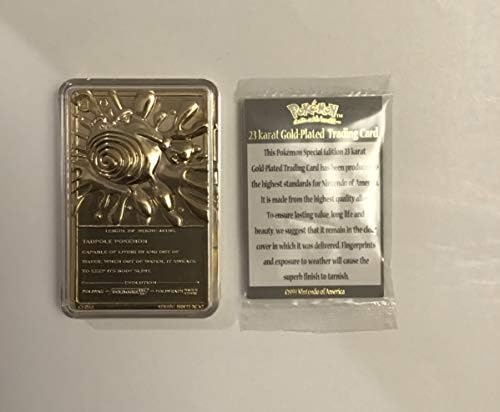 TADPOLE POKÉMON
CAPABLE OF LIVING IN AND OUT OF
WATER. WHEN OUT OF WATER, IT SWEATS
TO KEEP ITS BODY SLIMY.
EVOLUTION
POLIWAG
POKéMON
23 karat Gold-Plated Trading Card
This Pokémon Special Edition 23 karat
Gold-Plated Trading Card has been produced
the highest standards for Nintendo of America
It is made from the highest quality
To ensure lasting value, long life and
beauty, we suggest that it remain in the
cover in which it was delivered. Fingerprints
and exposure to weather will cause the
superb finish to tarnish.
©1999 Nintendo of America